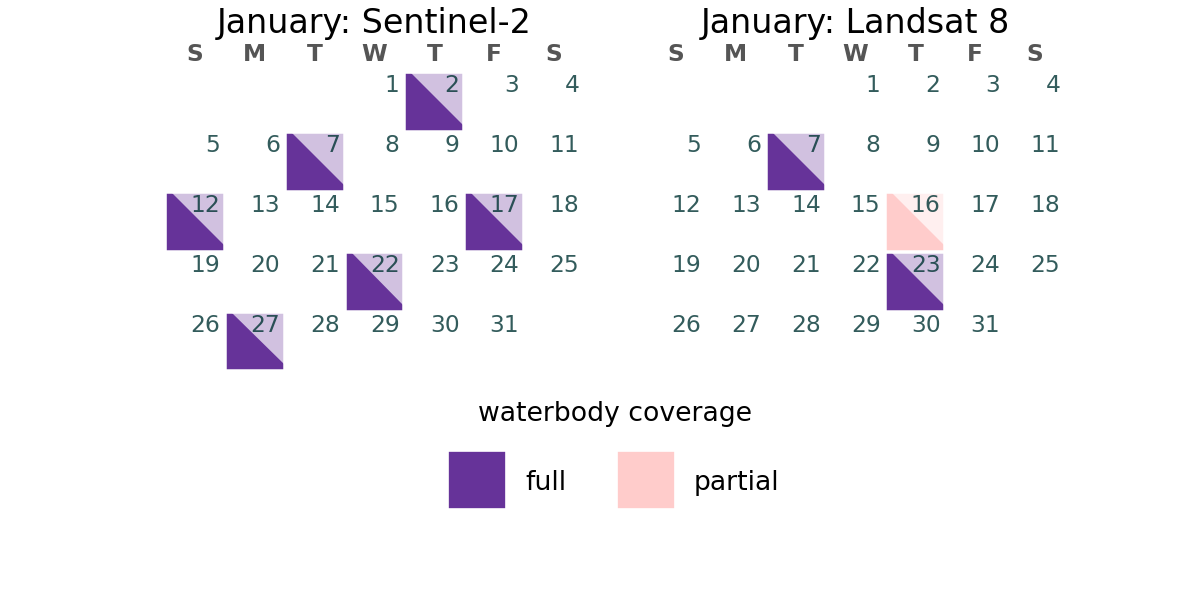 January: Sentinel-2
S M T W T F S
1 2 3 4
5 6 7 8 9 10 11
12 13 14 15 16 17 18
19 20 21 22 23 24 25
26 27 28 29 30 31
January: Landsat 8
S M T W T F S
1 2 3 4
5 6 7 8 9 10 11
12 13 14 15 16 17 18
19 20 21 22 23 24 25
26 27 28 29 30 31
waterbody coverage
full partial